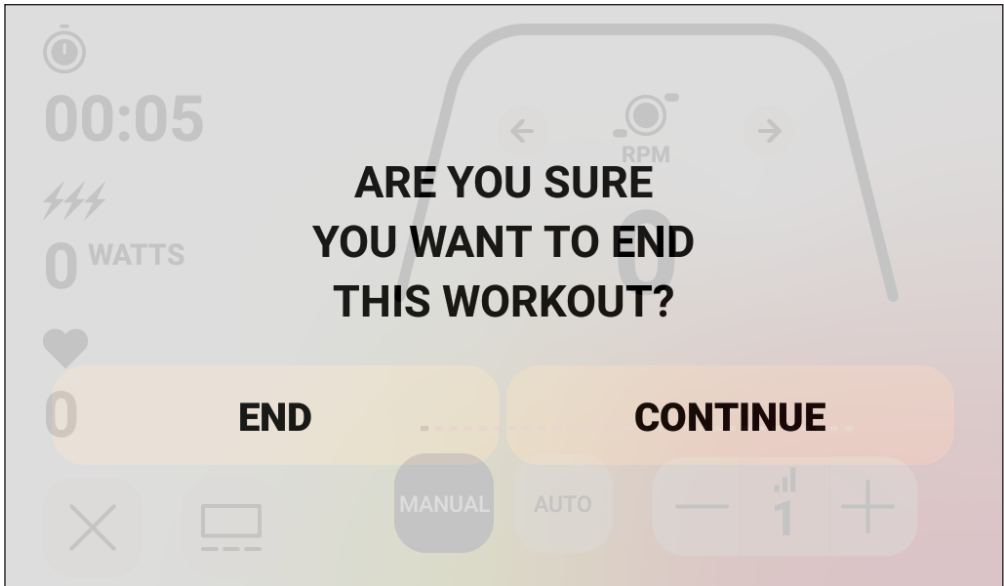 00:05
RPM
0
WATTS
0
ARE YOU SURE
YOU WANT TO END
THIS WORKOUT?
0
END
CONTINUE
MANUAL
AUTO
1